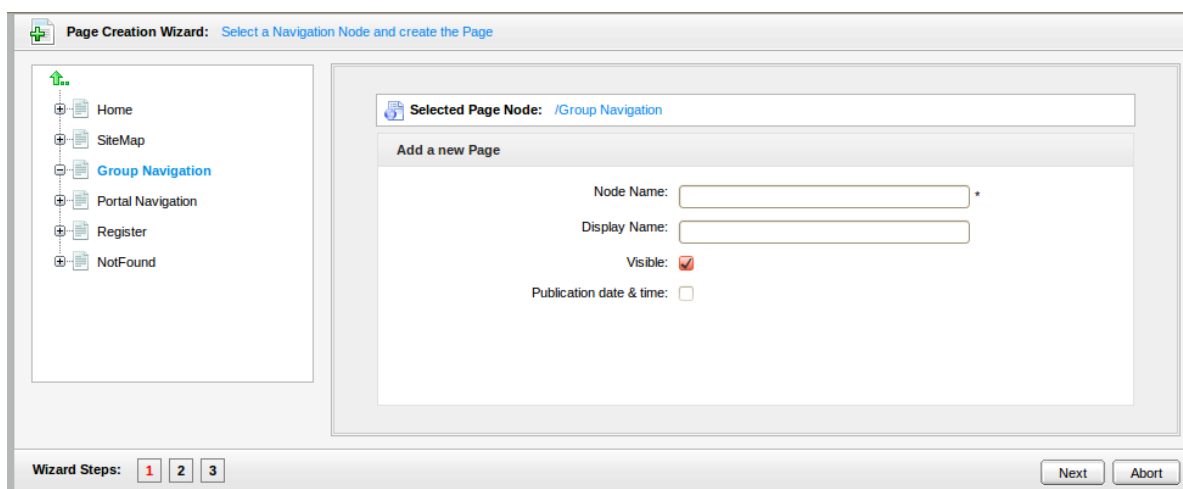 Page Creation Wizard: Select a Navigation Node and create the Page
Home
SiteMap
Group Navigation
Portal Navigation
Register
NotFound
Selected Page Node: /Group Navigation
Add a new Page
Node Name: *
Display Name:
Visible:
Publication date & time:
Wizard Steps: 1 2 3
Next Abort